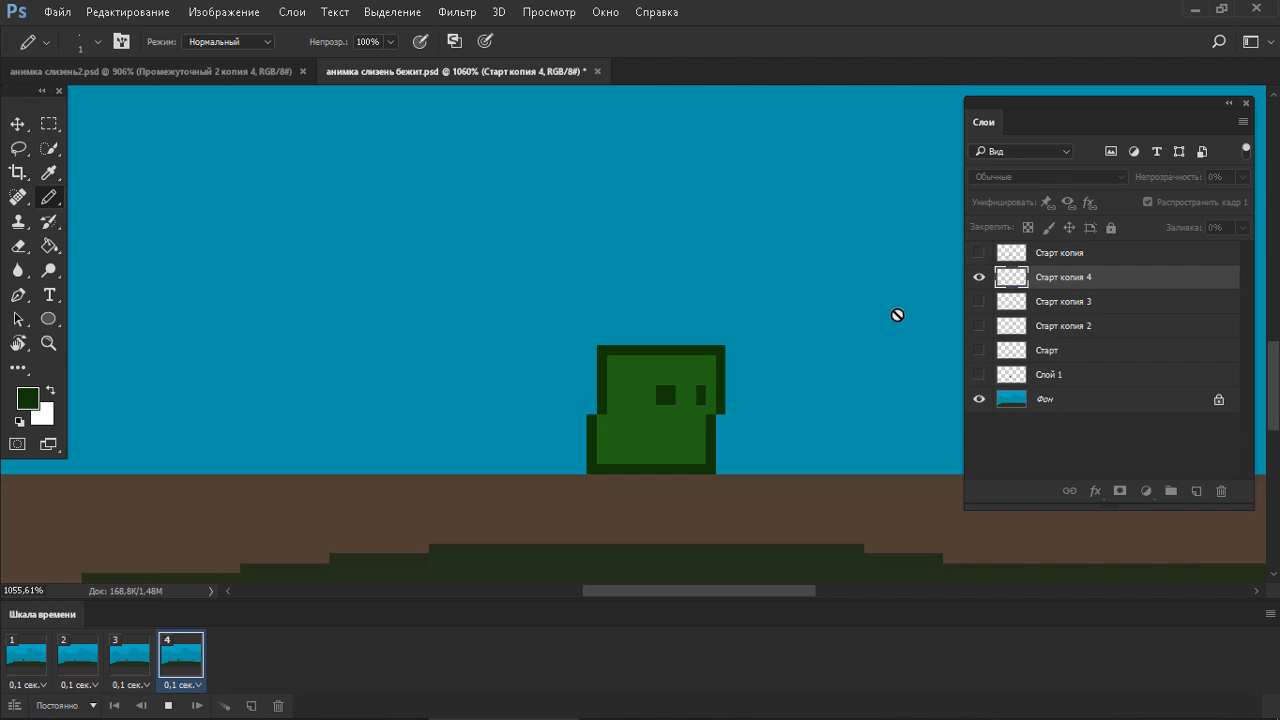 Ps Файл Редактирование Изображение Слои Текст Выделение Фильтр 3D Просмотр Окно Справка
1 Режим: Нормальный Непрозр.: 100%
анимка слизень2.psd @ 906% (Промежуточный 2 копия 4, RGB/8#) × анимка слизень бежит.psd @ 1060% (Старт копия 4, RGB/8#) * ×
Слои
Вид
Обычные Непрозрачность: 0%
Унифицировать: Распространить кадр 1
Закрепить: Заливка: 0%
Старт копия
Старт копия 4
Старт копия 3
Старт копия 2
Старт
Слой 1
Фон
fx
1055,61% Док: 168,8K/1,48M
Шкала времени
1 2 3 4
0,1 сек. 0,1 сек. 0,1 сек. 0,1 сек.
Постоянно